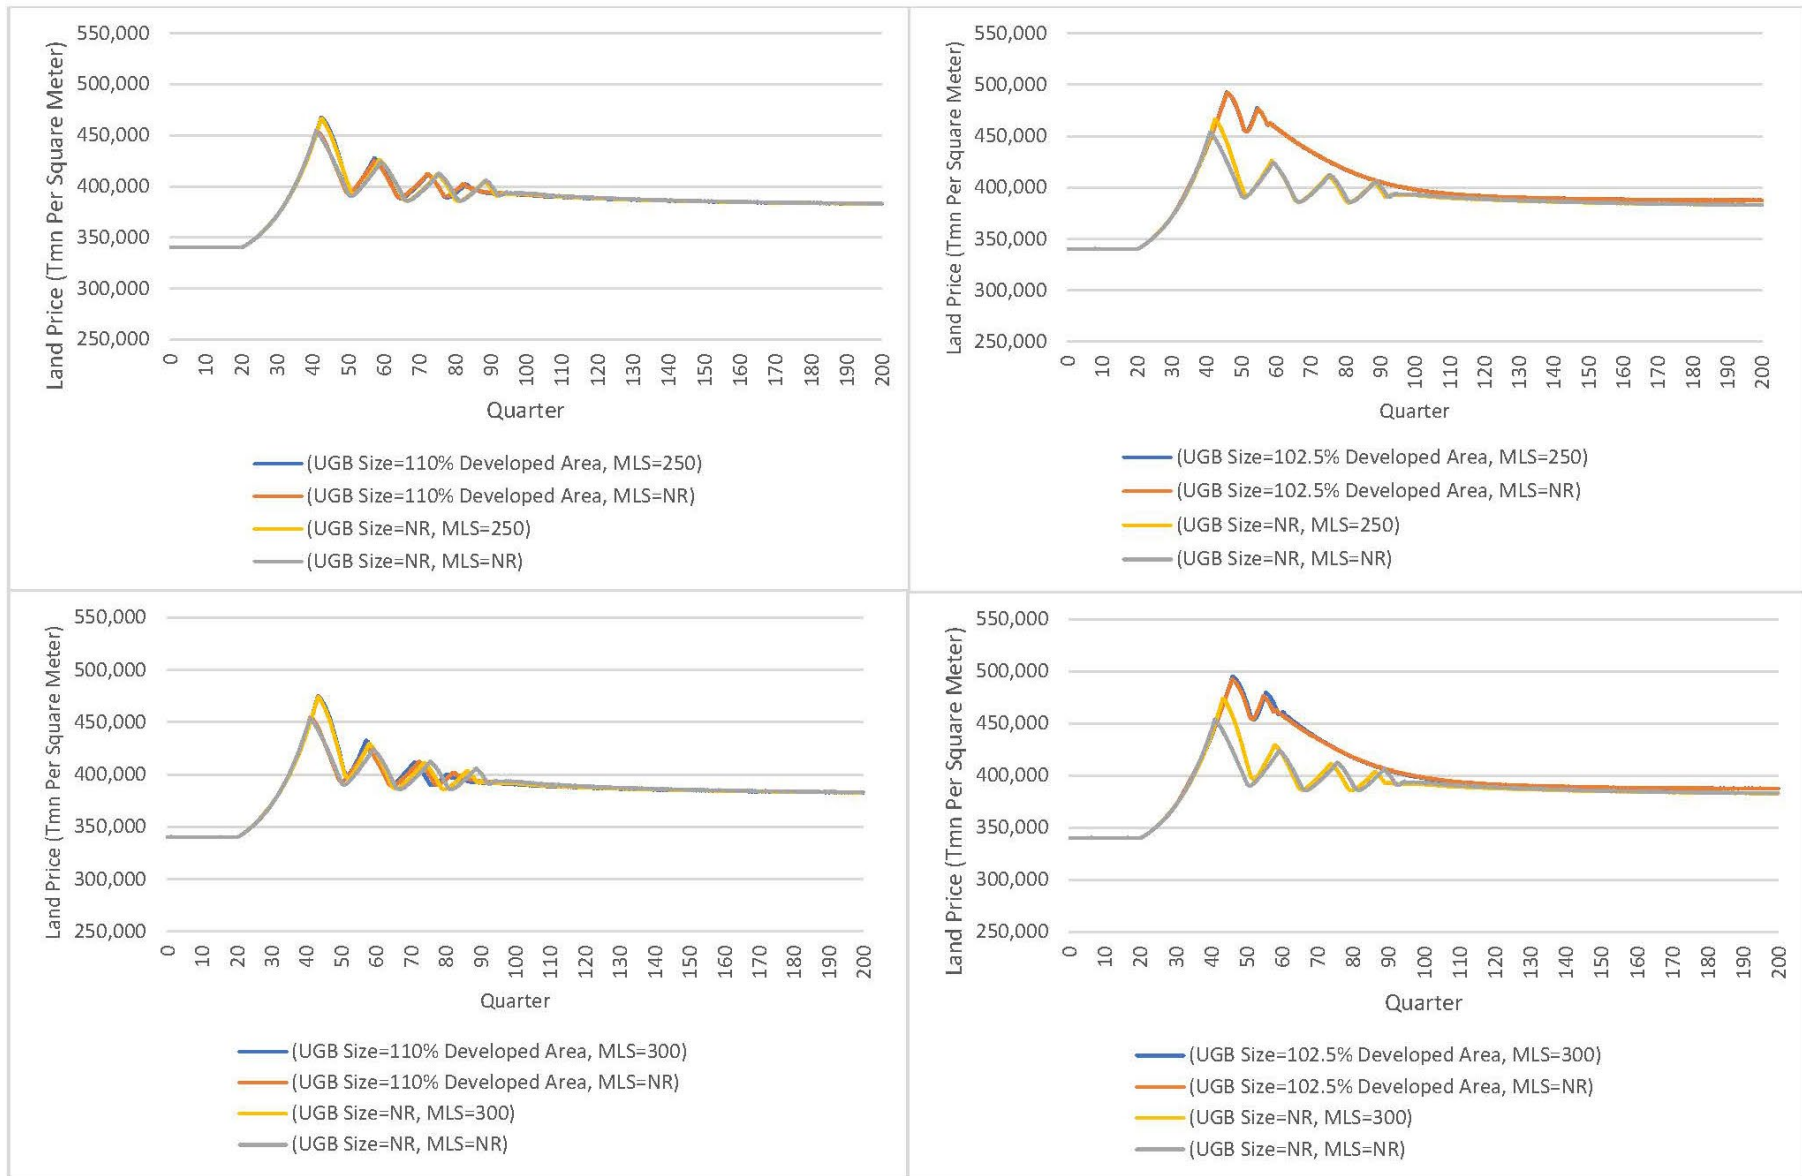 Land Price (Tmn Per Square Meter)
550,000
500,000
450,000
400,000
350,000
300,000
250,000
0 10 20 30 40 50 60 70 80 90 100 110 120 130 140 150 160 170 180 190 200
Quarter
(UGB Size=110% Developed Area, MLS=250)
(UGB Size=110% Developed Area, MLS=NR)
(UGB Size=NR, MLS=250)
(UGB Size=NR, MLS=NR)
Land Price (Tmn Per Square Meter)
550,000
500,000
450,000
400,000
350,000
300,000
250,000
0 10 20 30 40 50 60 70 80 90 100 110 120 130 140 150 160 170 180 190 200
Quarter
(UGB Size=102.5% Developed Area, MLS=250)
(UGB Size=102.5% Developed Area, MLS=NR)
(UGB Size=NR, MLS=250)
(UGB Size=NR, MLS=NR)
Land Price (Tmn Per Square Meter)
550,000
500,000
450,000
400,000
350,000
300,000
250,000
0 10 20 30 40 50 60 70 80 90 100 110 120 130 140 150 160 170 180 190 200
Quarter
(UGB Size=110% Developed Area, MLS=300)
(UGB Size=110% Developed Area, MLS=NR)
(UGB Size=NR, MLS=300)
(UGB Size=NR, MLS=NR)
Land Price (Tmn Per Square Meter)
550,000
500,000
450,000
400,000
350,000
300,000
250,000
0 10 20 30 40 50 60 70 80 90 100 110 120 130 140 150 160 170 180 190 200
Quarter
(UGB Size=102.5% Developed Area, MLS=300)
(UGB Size=102.5% Developed Area, MLS=NR)
(UGB Size=NR, MLS=300)
(UGB Size=NR, MLS=NR)